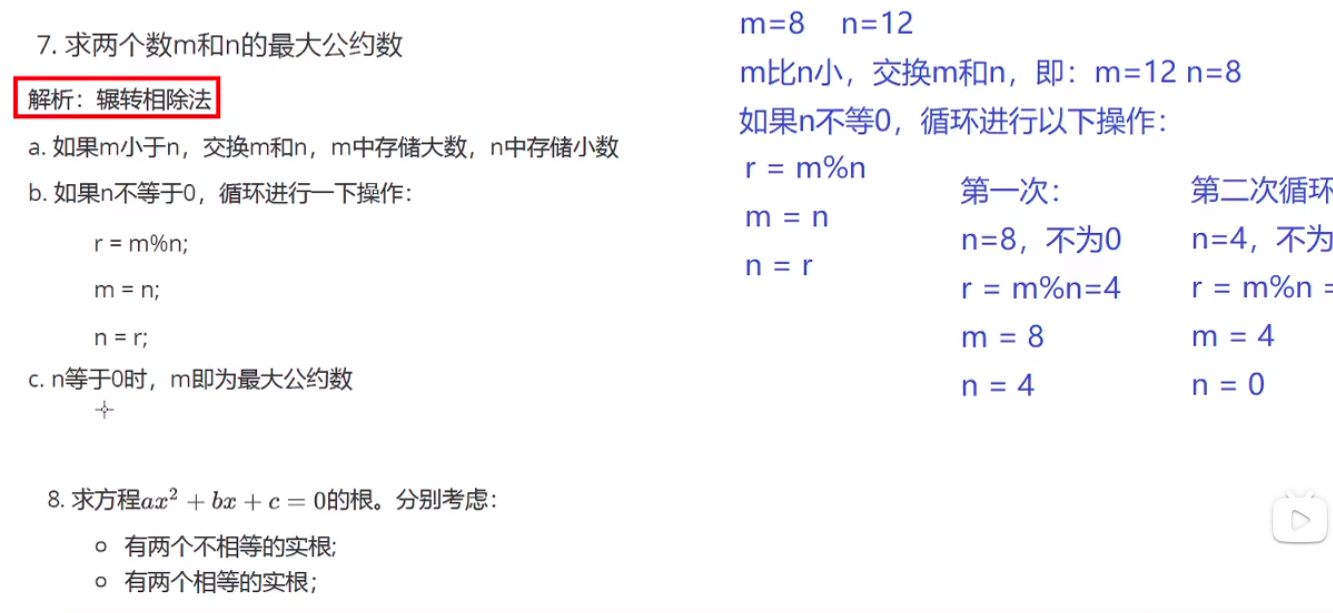 7. 求两个数m和n的最大公约数
解析：辗转相除法
a. 如果m小于n，交换m和n，m中存储大数，n中存储小数
b. 如果n不等于0，循环进行一下操作：
r = m%n;
m = n;
n = r;
c. n等于0时，m即为最大公约数
8. 求方程ax² + bx + c = 0的根。分别考虑：
有两个不相等的实根;
有两个相等的实根；
m=8 n=12
m比n小，交换m和n，即：m=12 n=8
如果n不等0，循环进行以下操作：
r = m%n
m = n
n = r
第一次：
n=8，不为0
r = m%n=4
m = 8
n = 4
第二次循环
n=4，不为
r = m%n =
m = 4
n = 0